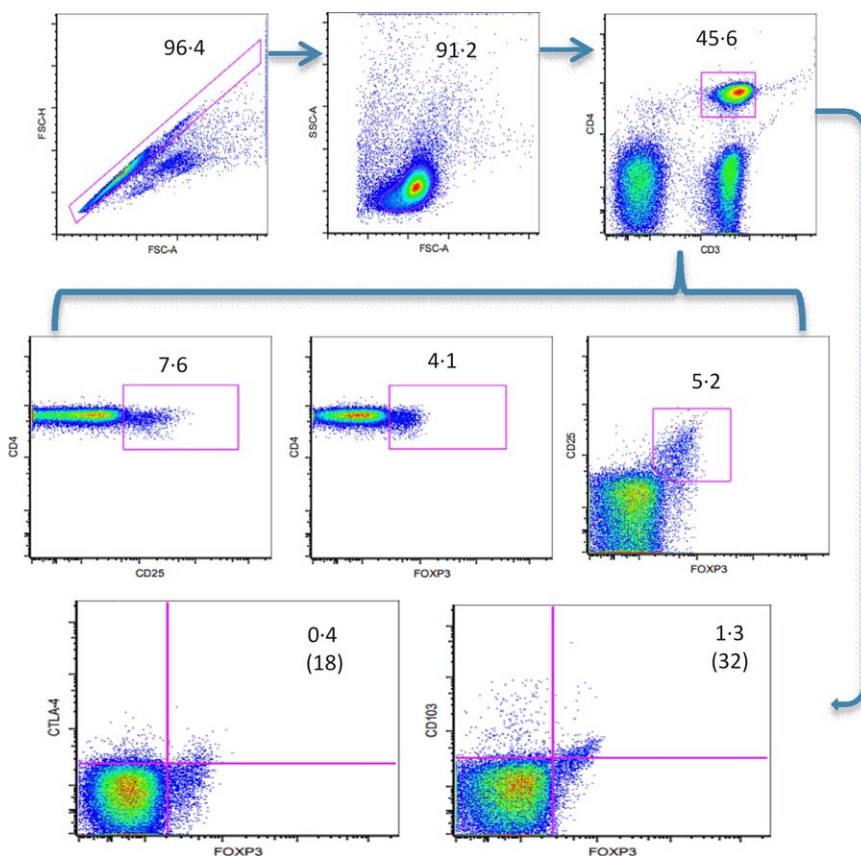 96·4
FSC-H
FSC-A
91·2
SSC-A
FSC-A
45·6
CD4
CD3
7·6
CD4
CD25
4·1
CD4
FOXP3
5·2
CD25
FOXP3
0·4
(18)
CTLA-4
FOXP3
1·3
(32)
CD103
FOXP3